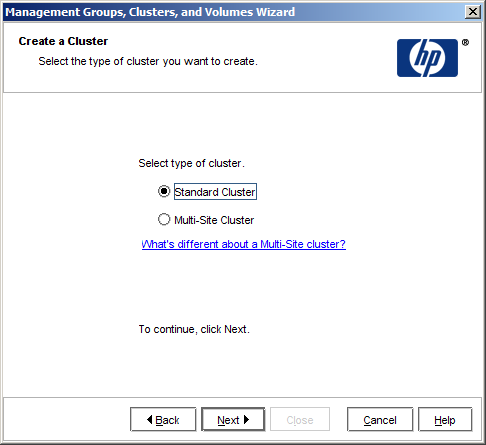 Management Groups, Clusters, and Volumes Wizard
Create a Cluster
Select the type of cluster you want to create.
hp ®
Select type of cluster.
Standard Cluster
Multi-Site Cluster
What's different about a Multi-Site cluster?
To continue, click Next.
Back Next Close Cancel Help